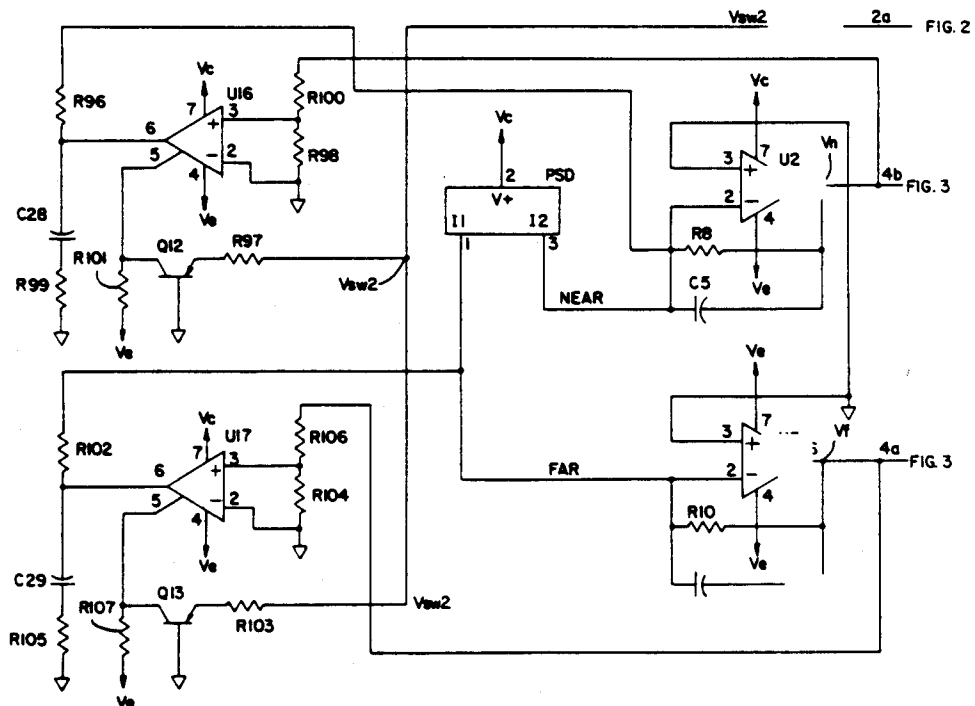 Vsw2 2a FIG. 2
R96 Vc U16 R100 Vc
7 3 6 + R98
5 - 2
4
Ve
C28
R99 R101 Q12 R97
Ve
Vsw2
Vc
2 PSD
V+
I1 I2
1 3
NEAR
3 7 U2 Vn
+
4b FIG. 3
2 -
4
R8
Ve
C5
R102 Vc U17 R106
7 3 6 + R104
5 - 2
4
Ve
C29
R105 R107 Q13 R103
Ve
Vsw2
FAR
Ve
7
3 +
Vf
4a FIG. 3
2 -
4
R10
Ve